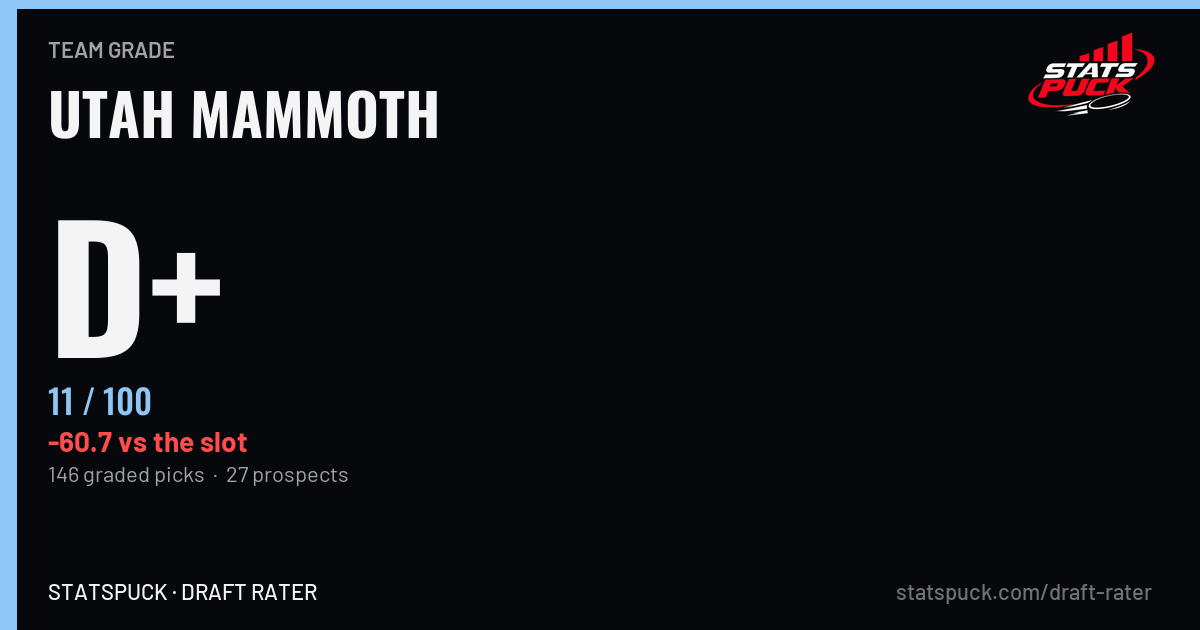 TEAM GRADE
UTAH MAMMOTH
STATS
PUCK
D+
11 / 100
-60.7 vs the slot
146 graded picks · 27 prospects
STATSPUCK · DRAFT RATER
statspuck.com/draft-rater